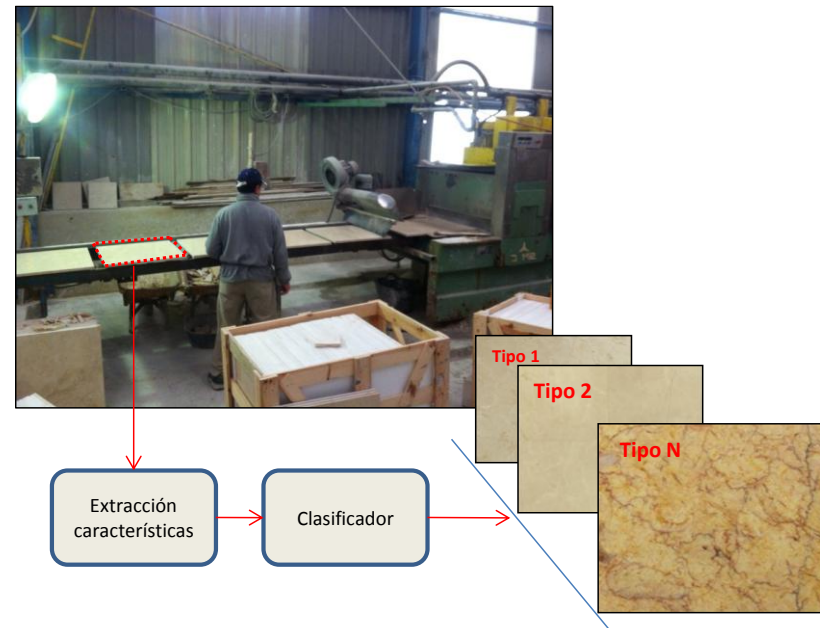 Tipo 1
Tipo 2
Tipo N
Extracción
características
Clasificador